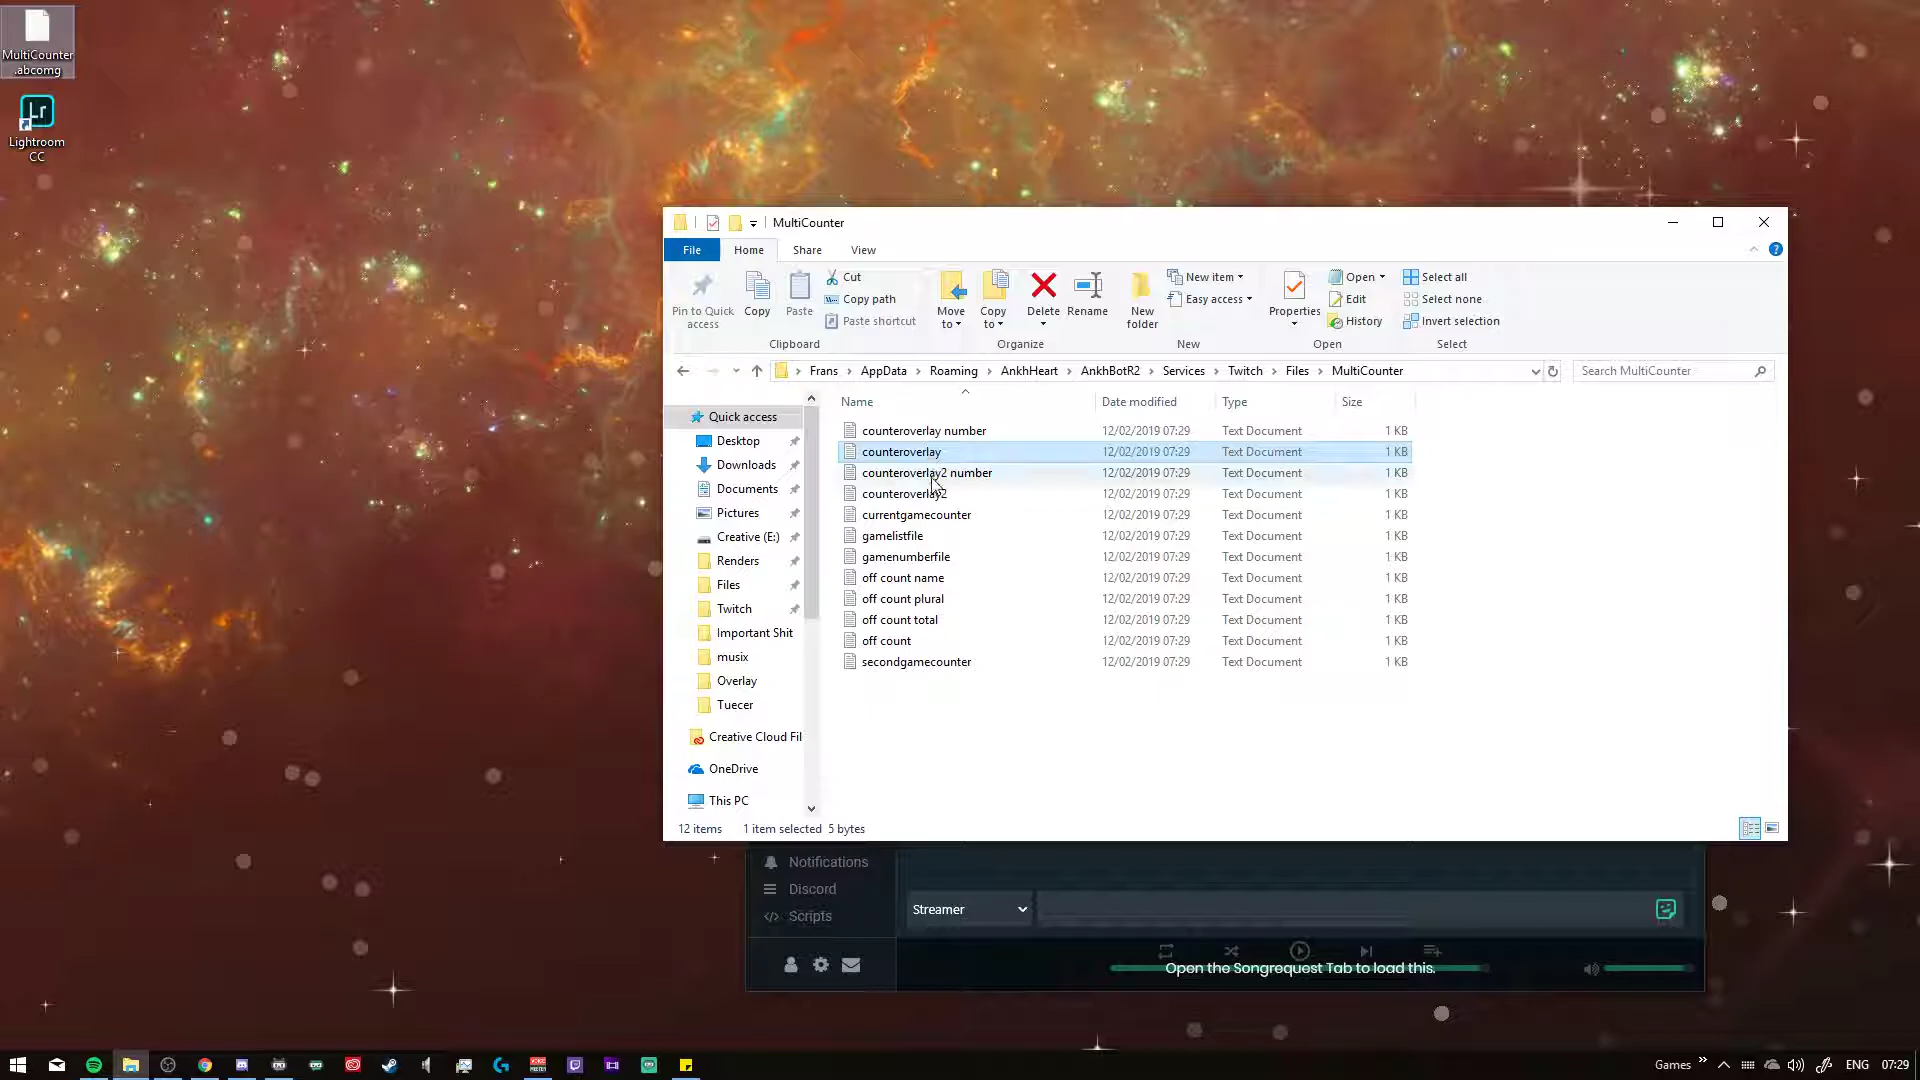 MultiCounter
.abcomg
Lr
Lightroom
CC
MultiCounter
File
Home
Share
View
Pin to Quick
access
Copy
Paste
Cut
Copy path
Paste shortcut
Clipboard
Move
to
Copy
to
Delete
Rename
Organize
New
folder
New item
Easy access
New
Properties
Open
Edit
History
Open
Select all
Select none
Invert selection
Select
Frans
AppData
Roaming
AnkhHeart
AnkhBotR2
Services
Twitch
Files
MultiCounter
Search MultiCounter
Quick access
Desktop
Downloads
Documents
Pictures
Creative (E:)
Renders
Files
Twitch
Important Shit
musix
Overlay
Tuecer
Creative Cloud Fil
OneDrive
This PC
Name Date modified Type Size
counteroverlay number 12/02/2019 07:29 Text Document 1 KB
counteroverlay 12/02/2019 07:29 Text Document 1 KB
counteroverlay2 number 12/02/2019 07:29 Text Document 1 KB
counteroverlay2 12/02/2019 07:29 Text Document 1 KB
currentgamecounter 12/02/2019 07:29 Text Document 1 KB
gamelistfile 12/02/2019 07:29 Text Document 1 KB
gamenumberfile 12/02/2019 07:29 Text Document 1 KB
off count name 12/02/2019 07:29 Text Document 1 KB
off count plural 12/02/2019 07:29 Text Document 1 KB
off count total 12/02/2019 07:29 Text Document 1 KB
off count 12/02/2019 07:29 Text Document 1 KB
secondgamecounter 12/02/2019 07:29 Text Document 1 KB
12 items 1 item selected 5 bytes
Notifications
Discord
Scripts
Streamer
Open the Songrequest Tab to load this.
Games
ENG
07:29